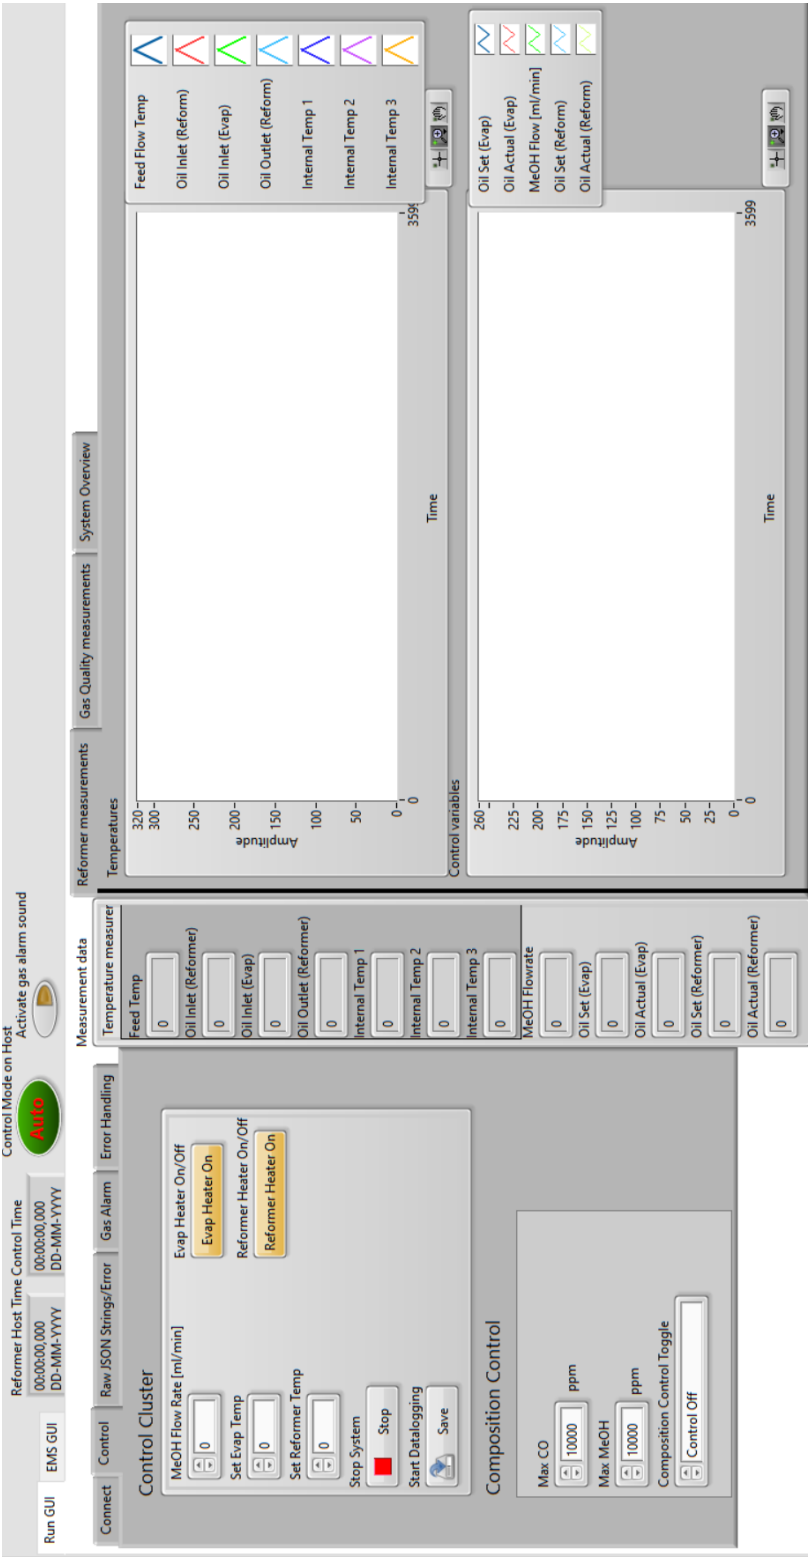 Run GUI
EMS GUI
Reformer Host Time
00:00:00,000
DD-MM-YYYY
Control Time
00:00:00,000
DD-MM-YYYY
Control Mode on Host
Auto
Activate gas alarm sound
Connect
Control
Raw JSON Strings/Error
Gas Alarm
Error Handling
Control Cluster
MeOH Flow Rate [ml/min]
0
Set Evap Temp
0
Set Reformer Temp
0
Stop System
Stop
Start Datalogging
Save
Evap Heater On/Off
Evap Heater On
Reformer Heater On/Off
Reformer Heater On
Composition Control
Max CO
10000 ppm
Max MeOH
10000 ppm
Composition Control Toggle
Control Off
Measurement data
Temperature measurer
Feed Temp
0
Oil Inlet (Reformer)
0
Oil Inlet (Evap)
0
Oil Outlet (Reformer)
0
Internal Temp 1
0
Internal Temp 2
0
Internal Temp 3
0
MeOH Flowrate
0
Oil Set (Evap)
0
Oil Actual (Evap)
0
Oil Set (Reformer)
0
Oil Actual (Reformer)
0
Reformer measurements
Gas Quality measurements
System Overview
Temperatures
Amplitude
320
300
250
200
150
100
50
0
0
3599
Time
Feed Flow Temp
Oil Inlet (Reform)
Oil Inlet (Evap)
Oil Outlet (Reform)
Internal Temp 1
Internal Temp 2
Internal Temp 3
Control variables
Amplitude
260
225
200
175
150
125
100
75
50
25
0
0
3599
Time
Oil Set (Evap)
Oil Actual (Evap)
MeOH Flow [ml/min]
Oil Set (Reform)
Oil Actual (Reform)